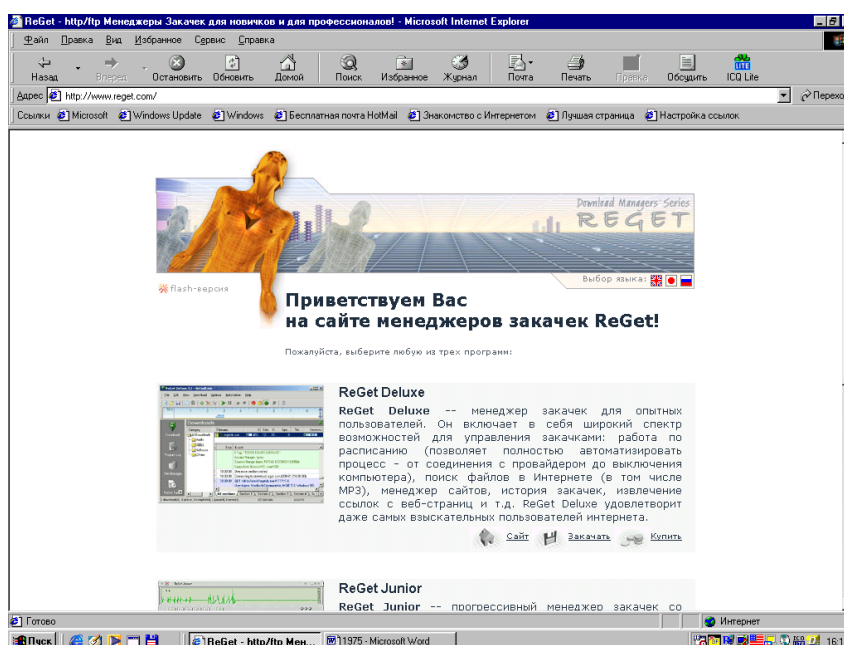 ReGet - http/ftp Менеджеры Закачек для новичков и для профессионалов! - Microsoft Internet Explorer
Файл Правка Вид Избранное Сервис Справка
Назад Вперед Остановить Обновить Домой Поиск Избранное Журнал Почта Печать Правка Обсудить ICQ Lite
Адрес http://www.reget.com/ Перехо
Ссылки Microsoft Windows Update Windows Бесплатная почта HotMail Знакомство с Интернетом Лучшая страница Настройка ссылок
Download Managers Series
REGET
Выбор языка:
flash-версия
Приветствуем Вас
на сайте менеджеров закачек ReGet!
Пожалуйста, выберите любую из трех программ:
ReGet Deluxe
ReGet Deluxe -- менеджер закачек для опытных
пользователей. Он включает в себя широкий спектр
возможностей для управления закачками: работа по
расписанию (позволяет полностью автоматизировать
процесс - от соединения с провайдером до выключения
компьютера), поиск файлов в Интернете (в том числе
MP3), менеджер сайтов, история закачек, извлечение
ссылок с веб-страниц и т.д. ReGet Deluxe удовлетворит
даже самых взыскательных пользователей интернета.
Сайт Закачать Купить
ReGet Junior
ReGet Junior -- прогрессивный менеджер закачек со
Готово Интернет
Пуск ReGet - http/ftp Мен... 1975 - Microsoft Word 16:1